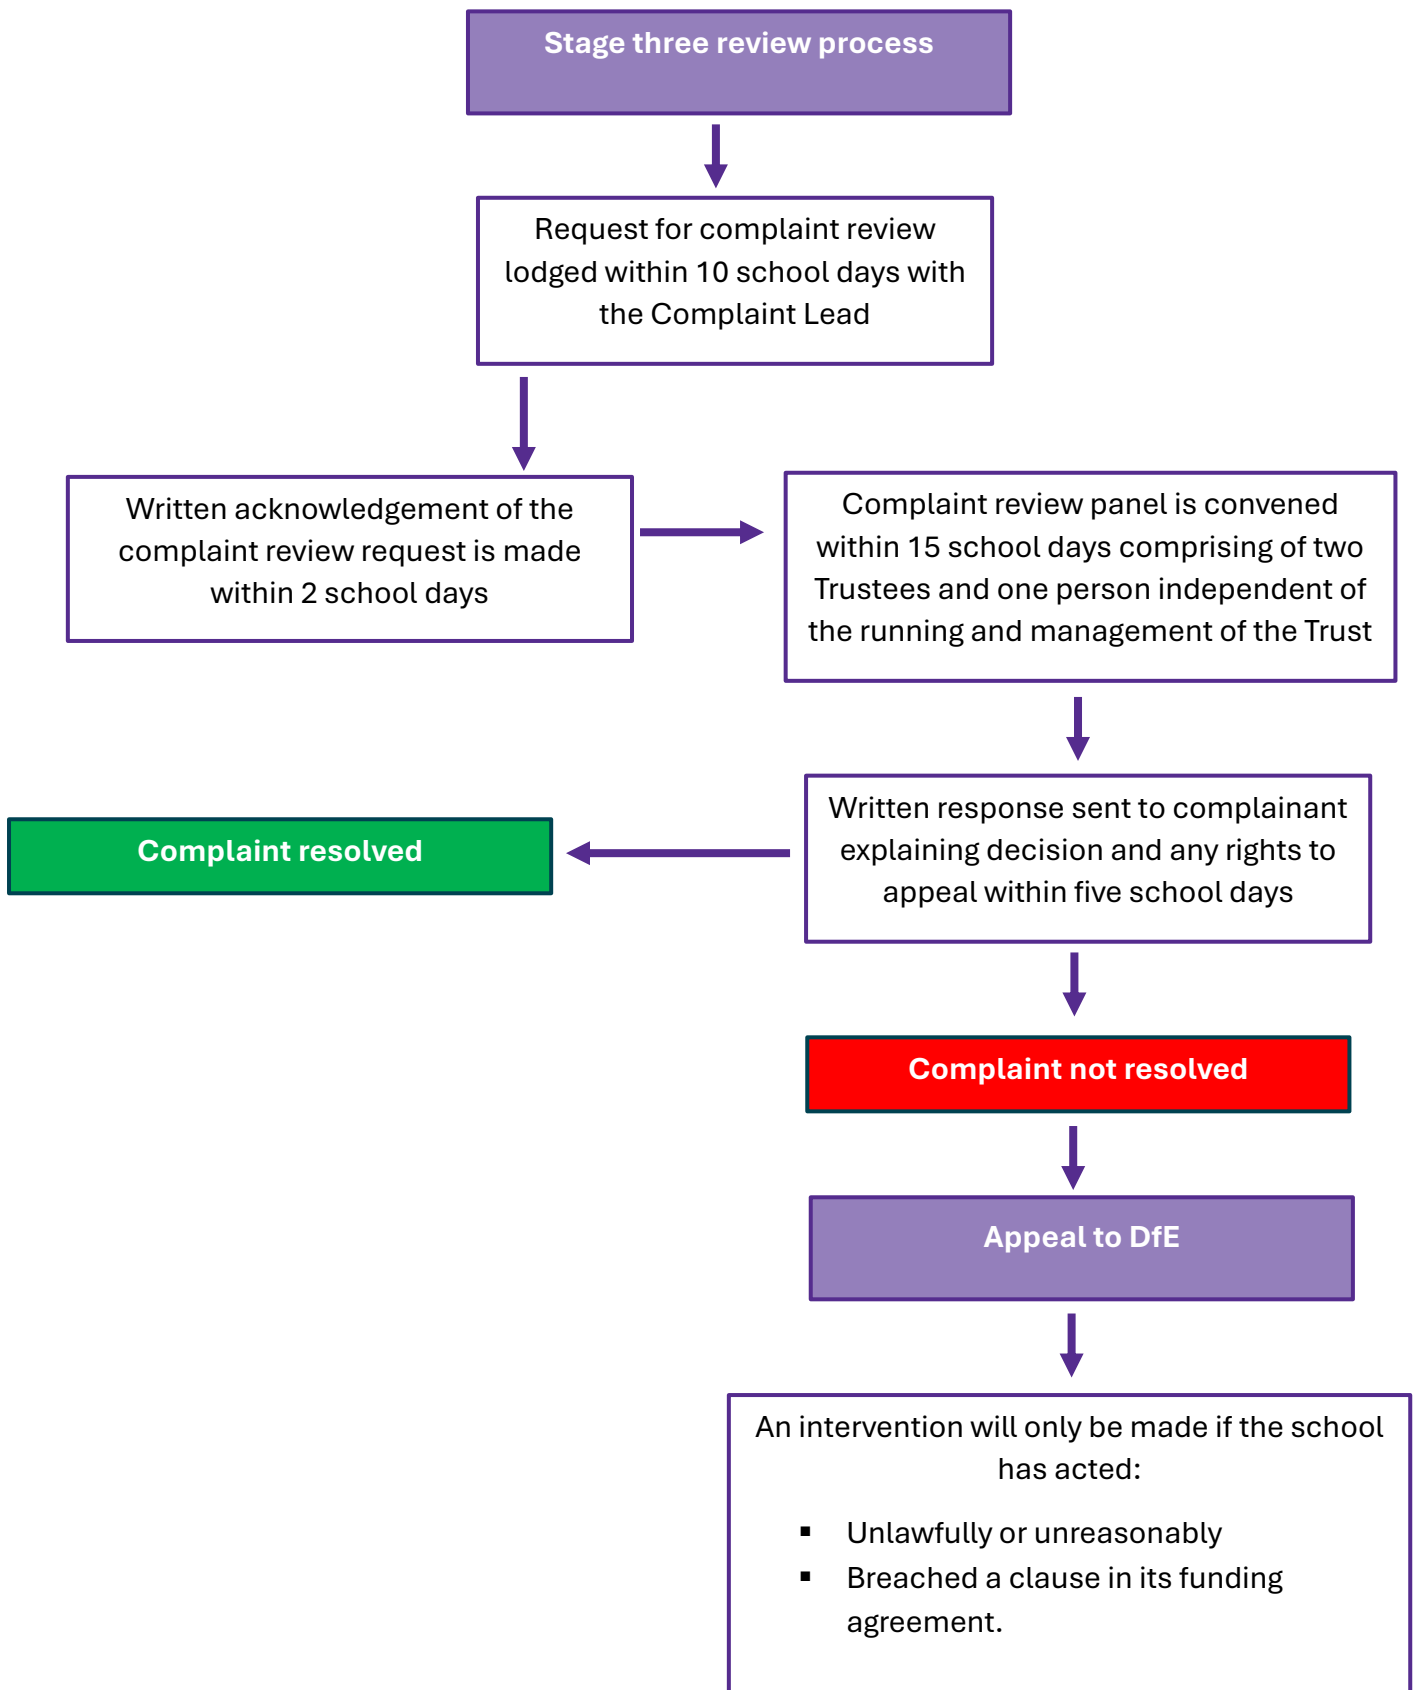 Stage three review process
Request for complaint review
lodged within 10 school days with
the Complaint Lead
Written acknowledgement of the
complaint review request is made
within 2 school days
Complaint review panel is convened
within 15 school days comprising of two
Trustees and one person independent of
the running and management of the Trust
Written response sent to complainant
explaining decision and any rights to
appeal within five school days
Complaint resolved
Complaint not resolved
Appeal to DfE
An intervention will only be made if the school
has acted:
▪ Unlawfully or unreasonably
▪ Breached a clause in its funding
agreement.